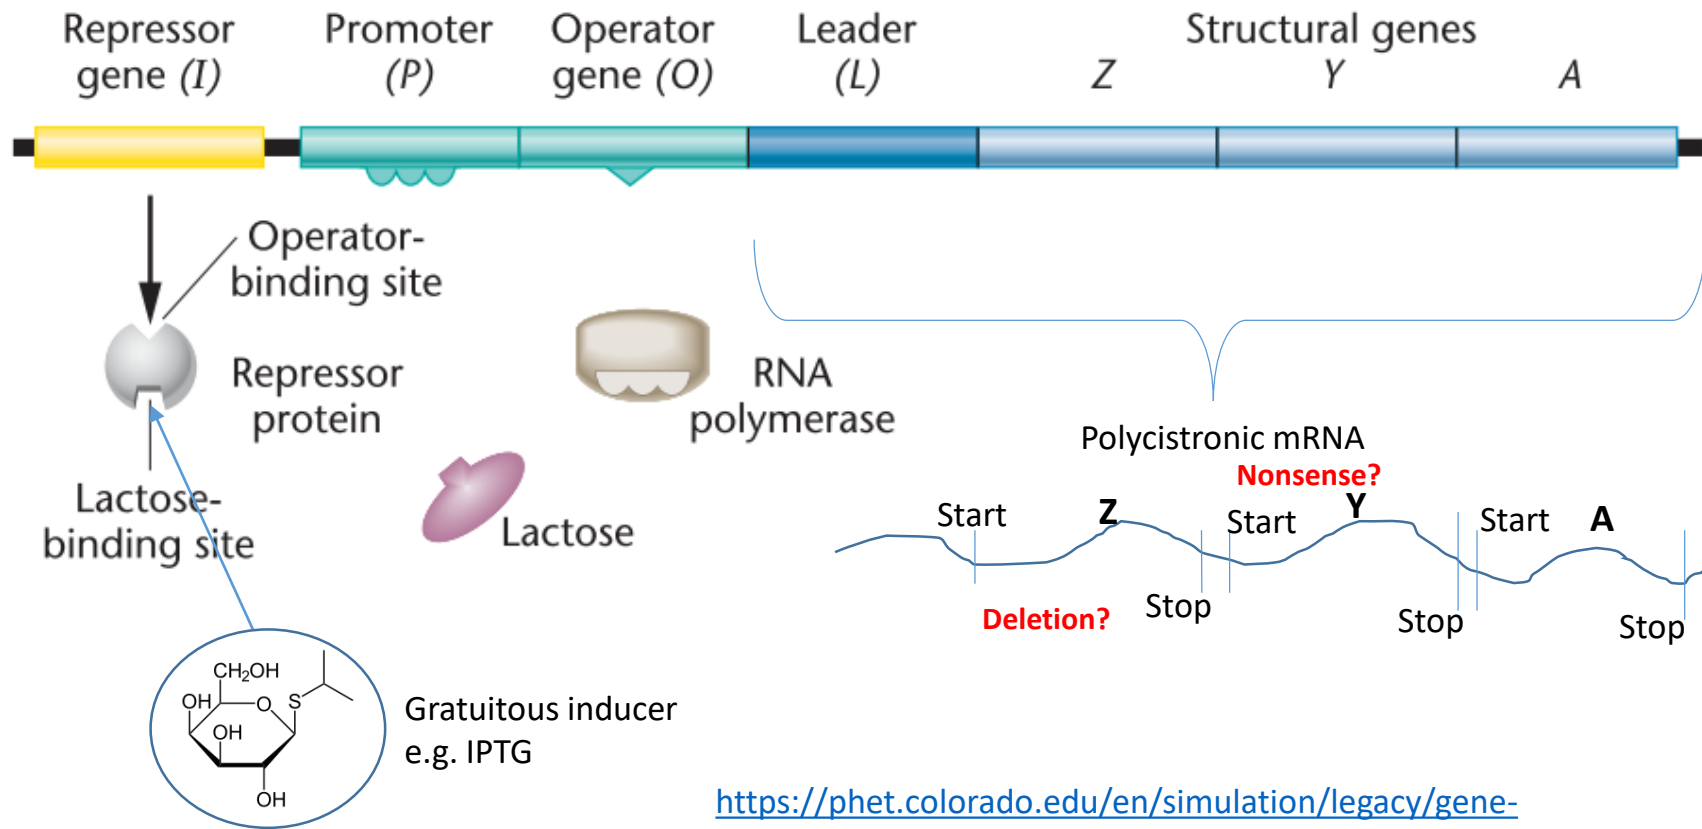 Repressor
gene (I)
Promoter
(P)
Operator
gene (O)
Leader
(L)
Structural genes
Z
Y
A
Operator-
binding site
Repressor
protein
Lactose-
binding site
Lactose
RNA
polymerase
Polycistronic mRNA
Nonsense?
Start
Z
Stop
Start
Y
Stop
Start
A
Stop
Deletion?
CH₂OH
OH
O
S
OH
OH
Gratuitous inducer
e.g. IPTG
https://phet.colorado.edu/en/simulation/legacy/gene-